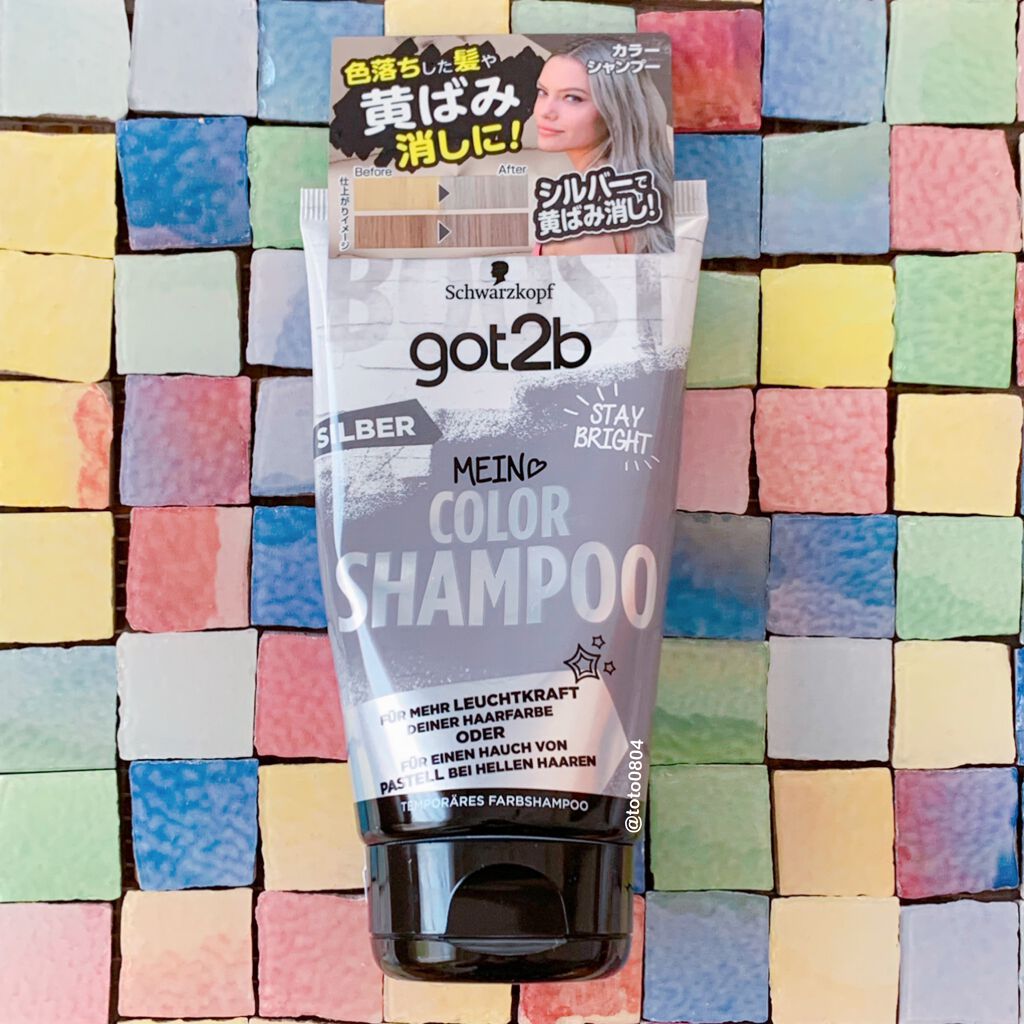 カラー
シャンプー
色落ちした髪や
黄ばみ
消しに!
Before
After
仕上がりイメージ
シルバーで
黄ばみ消し!
BOOST
Schwarzkopf
got2b
SILBER
STAY
BRIGHT
MEIN
COLOR
SHAMPOO
FÜR MEHR LEUCHTKRAFT
DEINER HAARFARBE
ODER
FÜR EINEN HAUCH VON
PASTELL BEI HELLEN HAAREN
TEMPORÄRES FARBSHAMPOO
@toto0804